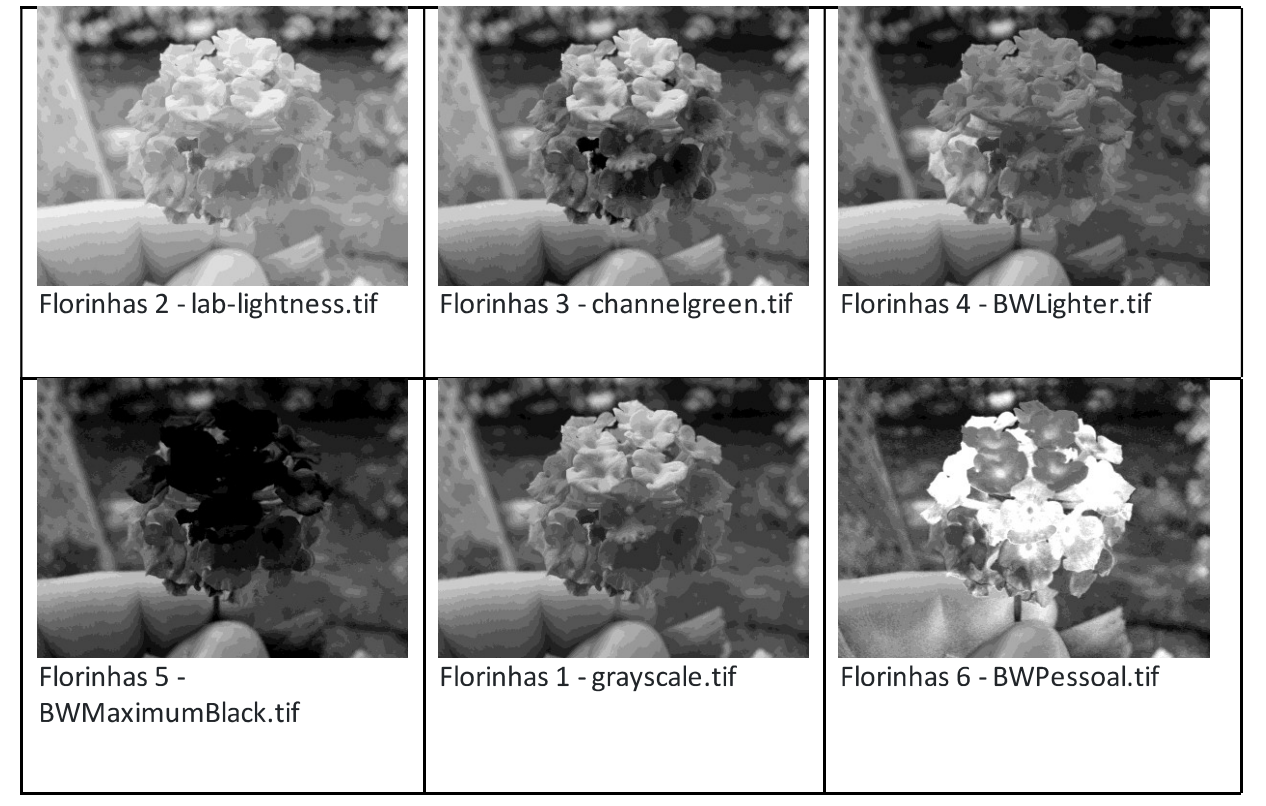 Florinhas 2 - lab-lightness.tif
Florinhas 3 - channelgreen.tif
Florinhas 4 - BWLighter.tif
Florinhas 5 -
BWMaximumBlack.tif
Florinhas 1 - grayscale.tif
Florinhas 6 - BWPessoal.tif